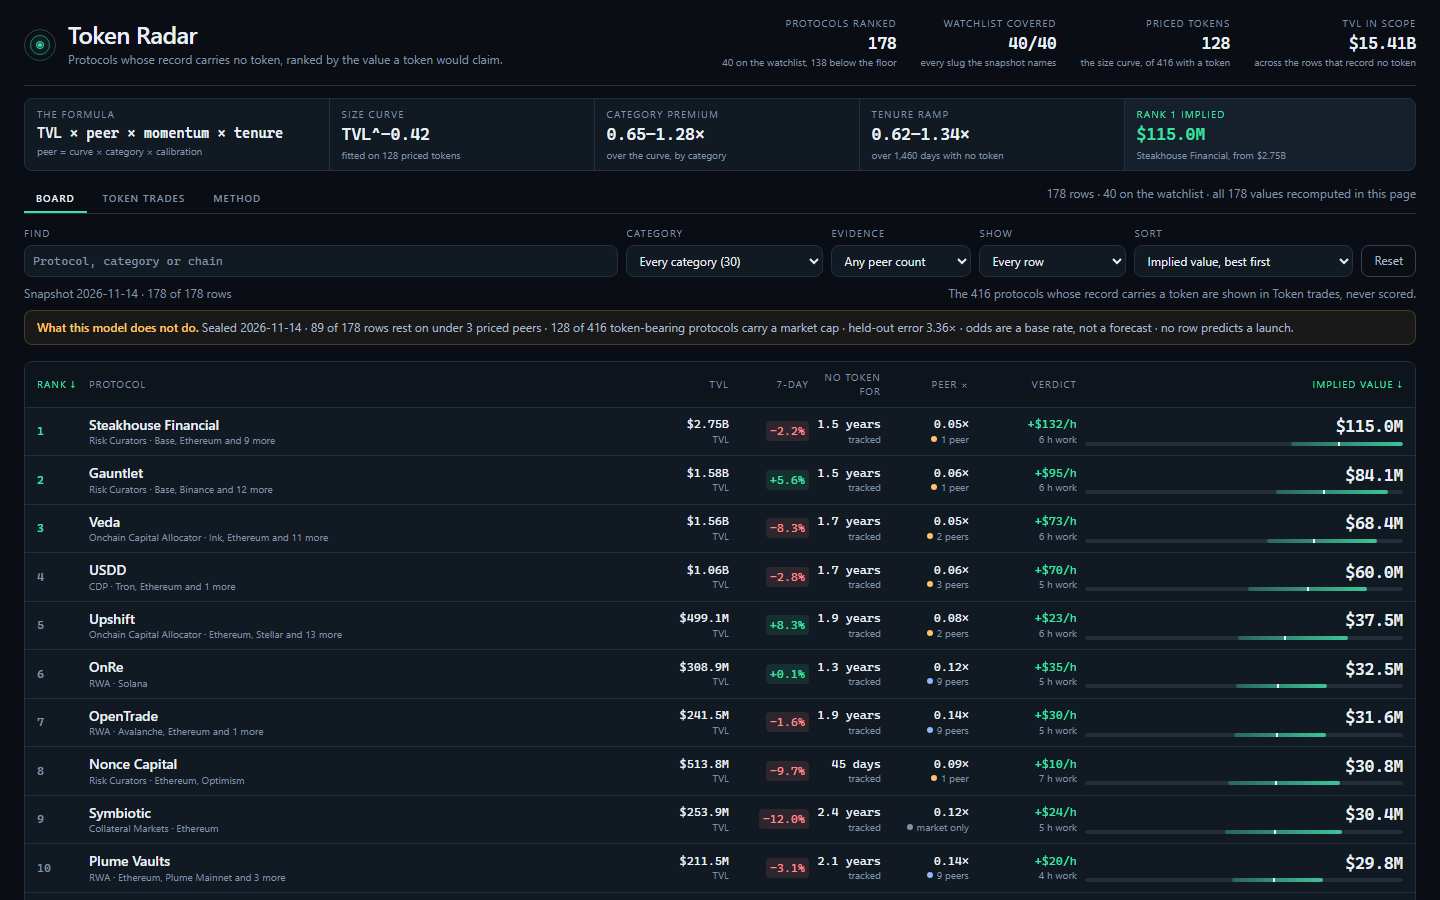 Token Radar
Protocols whose record carries no token, ranked by the value a token would claim.
PROTOCOLS RANKED
178
40 on the watchlist, 138 below the floor
WATCHLIST COVERED
40/40
every slug the snapshot names
PRICED TOKENS
128
the size curve, of 416 with a token
TVL IN SCOPE
$15.41B
across the rows that record no token
THE FORMULA
TVL × peer × momentum × tenure
peer = curve × category × calibration
SIZE CURVE
TVL^−0.42
fitted on 128 priced tokens
CATEGORY PREMIUM
0.65−1.28×
over the curve, by category
TENURE RAMP
0.62−1.34×
over 1,460 days with no token
RANK 1 IMPLIED
$115.0M
Steakhouse Financial, from $2.75B
BOARD
TOKEN TRADES
METHOD
178 rows · 40 on the watchlist · all 178 values recomputed in this page
FIND
Protocol, category or chain
CATEGORY
Every category (30)
EVIDENCE
Any peer count
SHOW
Every row
SORT
Implied value, best first
Reset
Snapshot 2026-11-14 · 178 of 178 rows
The 416 protocols whose record carries a token are shown in Token trades, never scored.
What this model does not do. Sealed 2026-11-14 · 89 of 178 rows rest on under 3 priced peers · 128 of 416 token-bearing protocols carry a market cap · held-out error 3.36× · odds are a base rate, not a forecast · no row predicts a launch.
RANK ↓ PROTOCOL TVL 7-DAY NO TOKEN FOR PEER × VERDICT IMPLIED VALUE ↓
1 Steakhouse Financial $2.75B −2.2% 1.5 years 0.05× +$132/h $115.0M
Risk Curators · Base, Ethereum and 9 more TVL tracked 1 peer 6 h work
2 Gauntlet $1.58B +5.6% 1.5 years 0.06× +$95/h $84.1M
Risk Curators · Base, Binance and 12 more TVL tracked 1 peer 6 h work
3 Veda $1.56B −8.3% 1.7 years 0.05× +$73/h $68.4M
Onchain Capital Allocator · Ink, Ethereum and 11 more TVL tracked 2 peers 6 h work
4 USDD $1.06B −2.8% 1.7 years 0.06× +$70/h $60.0M
CDP · Tron, Ethereum and 1 more TVL tracked 3 peers 5 h work
5 Upshift $499.1M +8.3% 1.9 years 0.08× +$23/h $37.5M
Onchain Capital Allocator · Ethereum, Stellar and 13 more TVL tracked 2 peers 6 h work
6 OnRe $308.9M +0.1% 1.3 years 0.12× +$35/h $32.5M
RWA · Solana TVL tracked 9 peers 5 h work
7 OpenTrade $241.5M −1.6% 1.9 years 0.14× +$30/h $31.6M
RWA · Avalanche, Ethereum and 1 more TVL tracked 9 peers 5 h work
8 Nonce Capital $513.8M −9.7% 45 days 0.09× +$10/h $30.8M
Risk Curators · Ethereum, Optimism TVL tracked 1 peer 7 h work
9 Symbiotic $253.9M −12.0% 2.4 years 0.12× +$24/h $30.4M
Collateral Markets · Ethereum TVL tracked market only 5 h work
10 Plume Vaults $211.5M −3.1% 2.1 years 0.14× +$20/h $29.8M
RWA · Ethereum, Plume Mainnet and 3 more TVL tracked 9 peers 4 h work